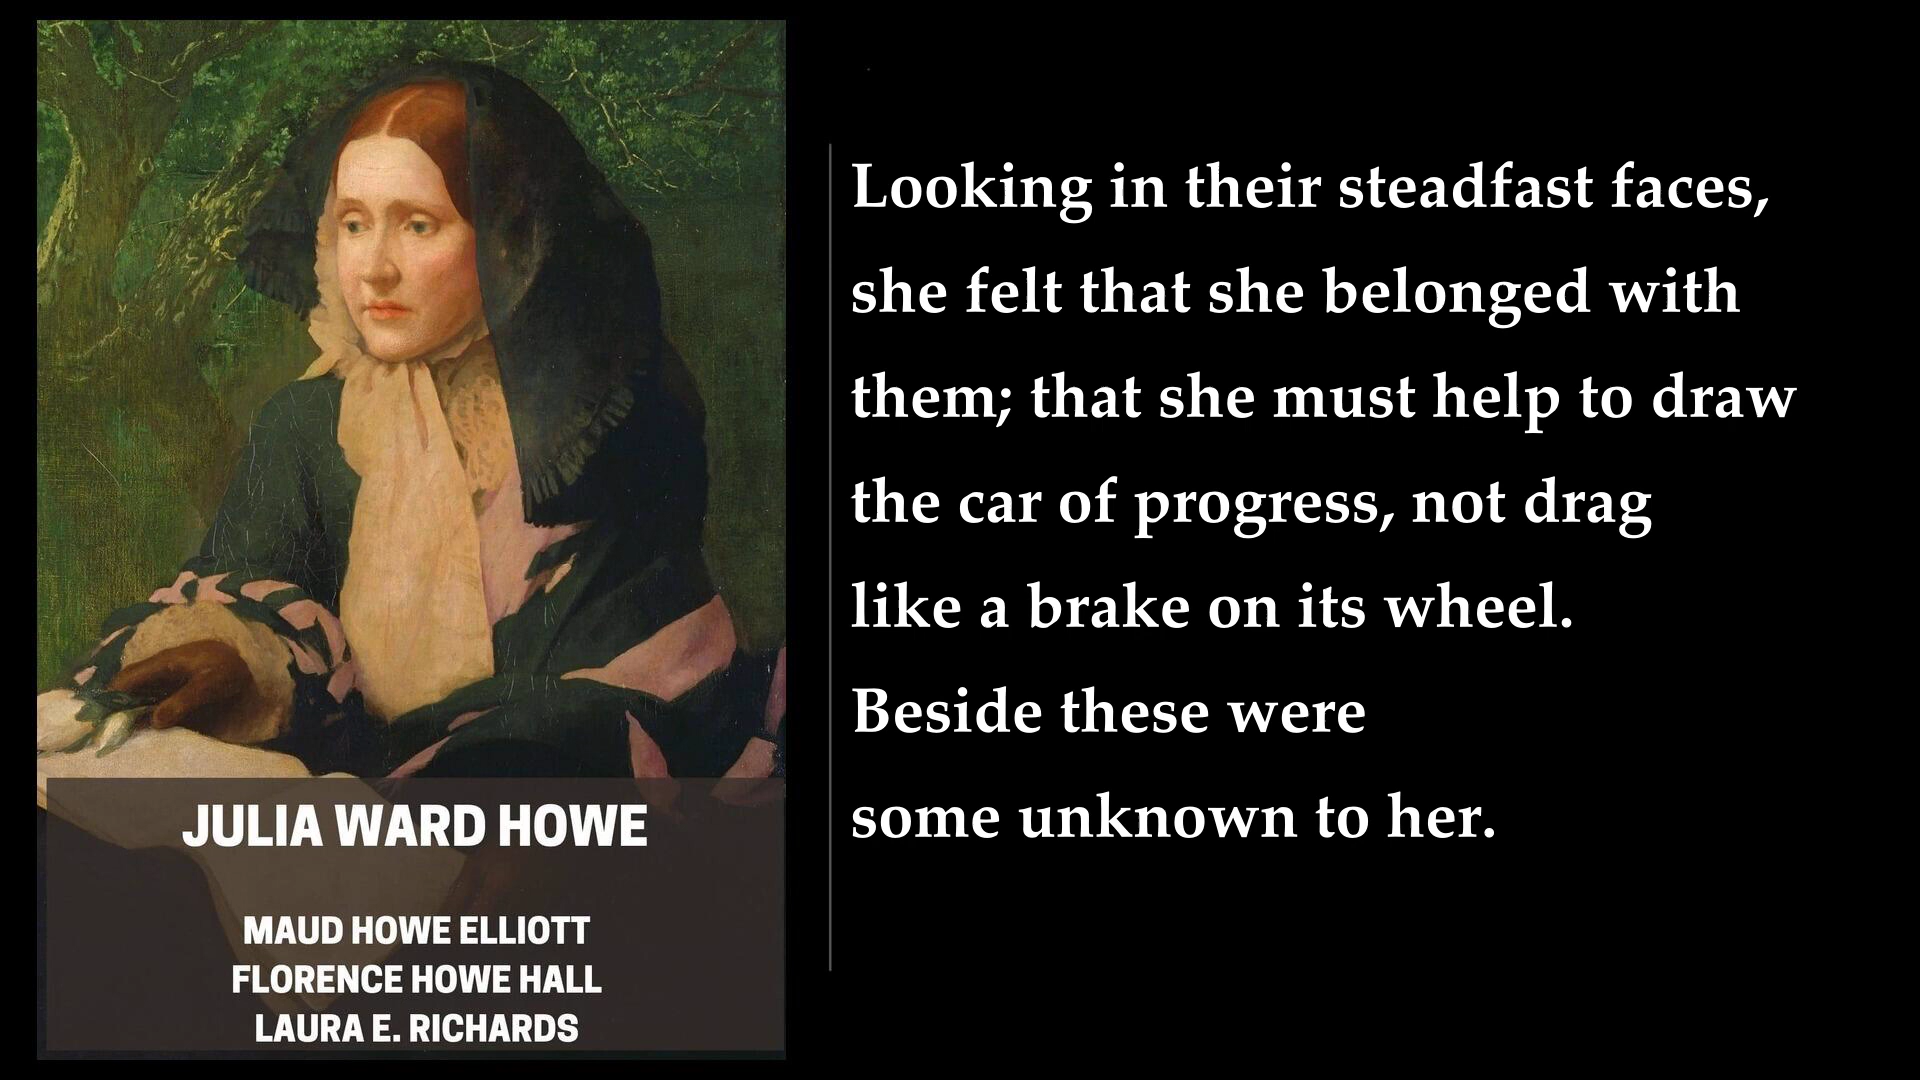 JULIA WARD HOWE
MAUD HOWE ELLIOTT
FLORENCE HOWE HALL
LAURA E. RICHARDS
Looking in their steadfast faces,
she felt that she belonged with
them; that she must help to draw
the car of progress, not drag
like a brake on its wheel.
Beside these were
some unknown to her.